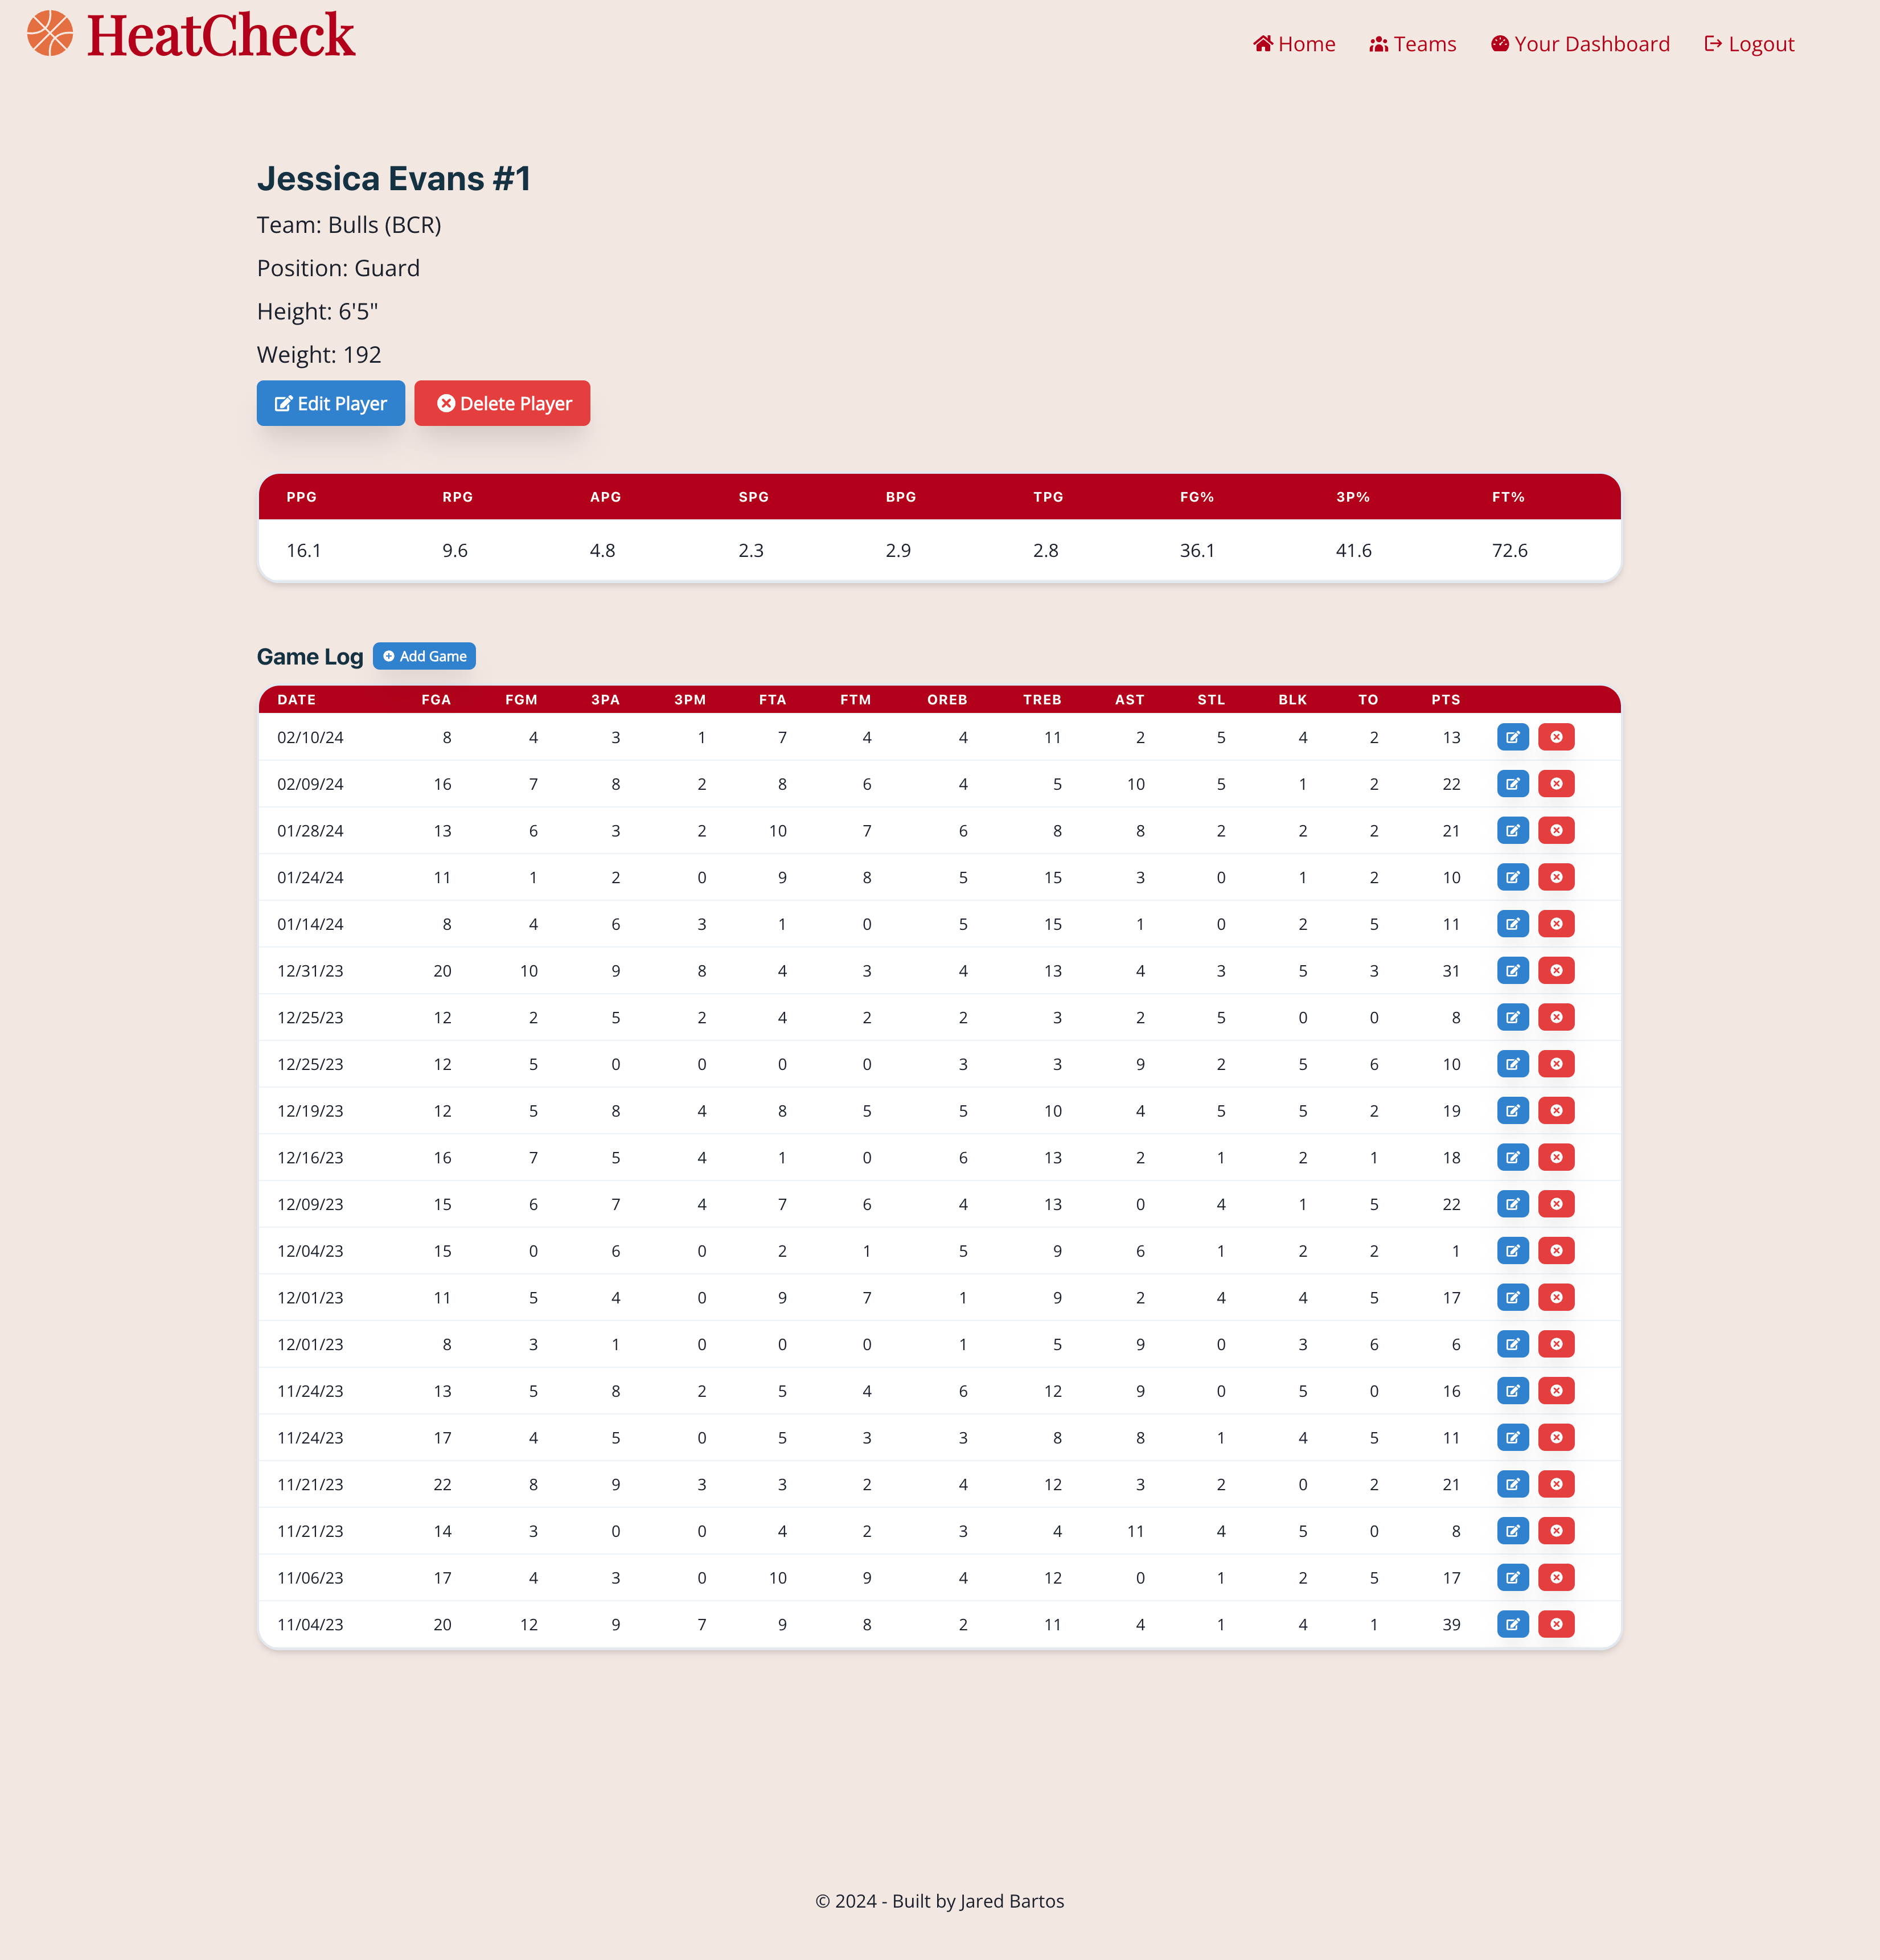 HeatCheck
Home Teams Your Dashboard Logout
Jessica Evans #1
Team: Bulls (BCR)
Position: Guard
Height: 6'5"
Weight: 192
Edit Player Delete Player
PPG RPG APG SPG BPG TPG FG% 3P% FT%
16.1 9.6 4.8 2.3 2.9 2.8 36.1 41.6 72.6
Game Log Add Game
DATE FGA FGM 3PA 3PM FTA FTM OREB TREB AST STL BLK TO PTS
02/10/24 8 4 3 1 7 4 4 11 2 5 4 2 13
02/09/24 16 7 8 2 8 6 4 5 10 5 1 2 22
01/28/24 13 6 3 2 10 7 6 8 8 2 2 2 21
01/24/24 11 1 2 0 9 8 5 15 3 0 1 2 10
01/14/24 8 4 6 3 1 0 5 15 1 0 2 5 11
12/31/23 20 10 9 8 4 3 4 13 4 3 5 3 31
12/25/23 12 2 5 2 4 2 2 3 2 5 0 0 8
12/25/23 12 5 0 0 0 0 3 3 9 2 5 6 10
12/19/23 12 5 8 4 8 5 5 10 4 5 5 2 19
12/16/23 16 7 5 4 1 0 6 13 2 1 2 1 18
12/09/23 15 6 7 4 7 6 4 13 0 4 1 5 22
12/04/23 15 0 6 0 2 1 5 9 6 1 2 2 1
12/01/23 11 5 4 0 9 7 1 9 2 4 4 5 17
12/01/23 8 3 1 0 0 0 1 5 9 0 3 6 6
11/24/23 13 5 8 2 5 4 6 12 9 0 5 0 16
11/24/23 17 4 5 0 5 3 3 8 8 1 4 5 11
11/21/23 22 8 9 3 3 2 4 12 3 2 0 2 21
11/21/23 14 3 0 0 4 2 3 4 11 4 5 0 8
11/06/23 17 4 3 0 10 9 4 12 0 1 2 5 17
11/04/23 20 12 9 7 9 8 2 11 4 1 4 1 39
© 2024 - Built by Jared Bartos